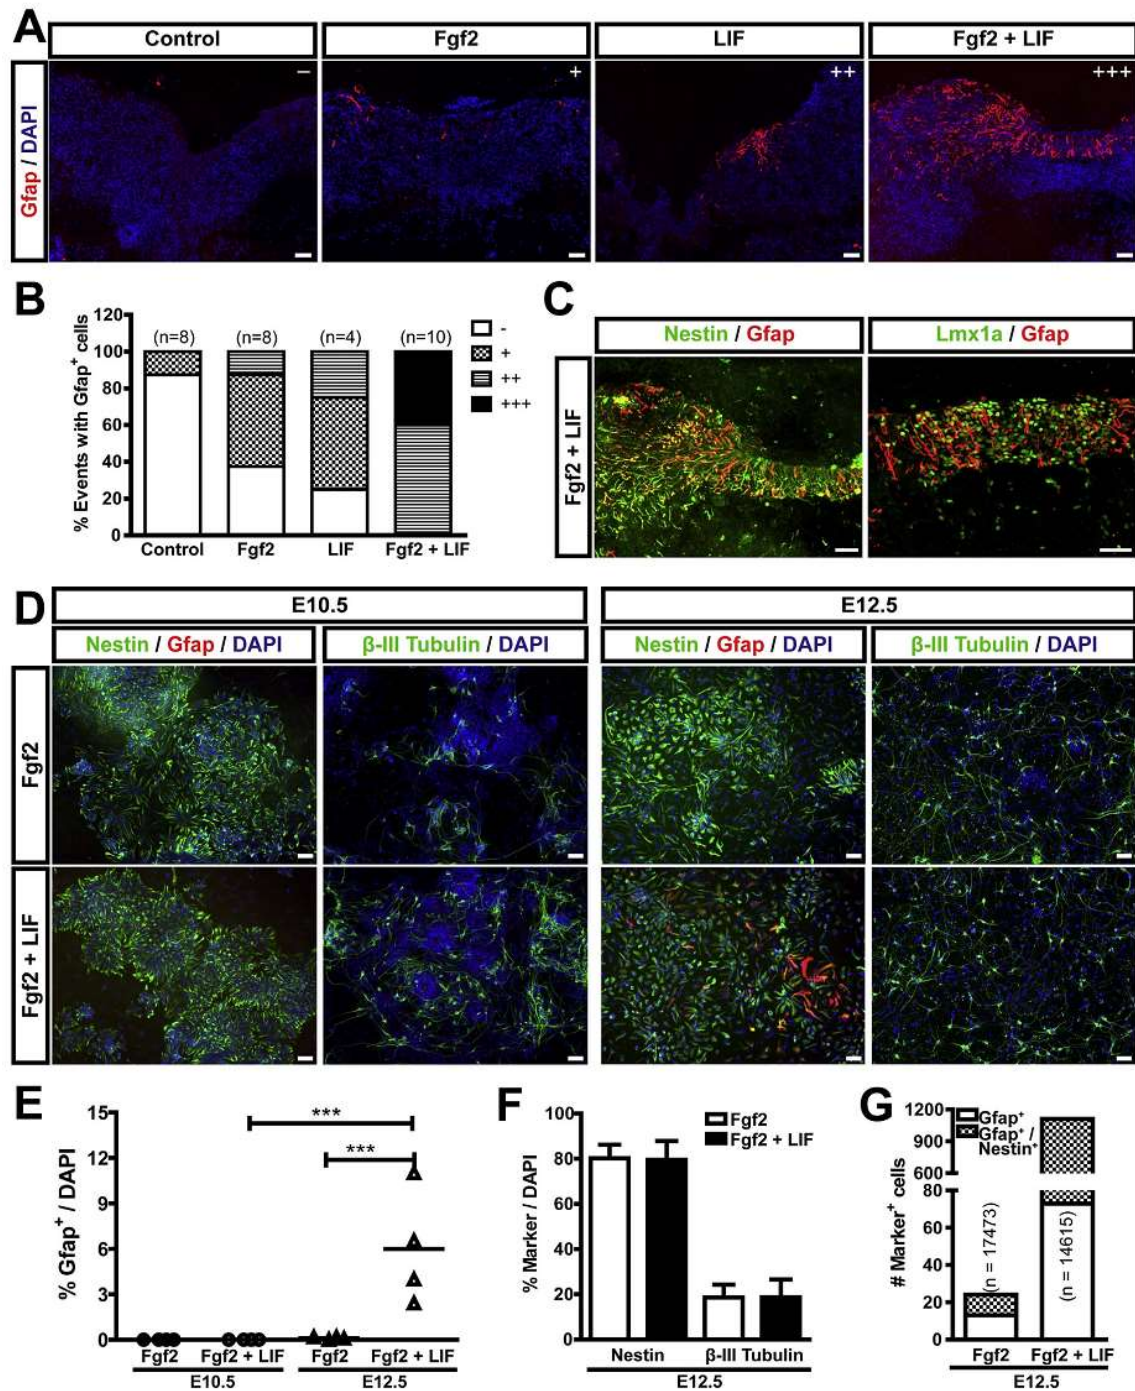 A
Control
Fgf2
LIF
Fgf2 + LIF
Gfap / DAPI
–
+
++
+++
B
% Events with Gfap⁺ cells
120
100
80
60
40
20
0
(n=8)
(n=8)
(n=4)
(n=10)
-
+
++
+++
Control
Fgf2
LIF
Fgf2 + LIF
C
Nestin / Gfap
Lmx1a / Gfap
Fgf2 + LIF
D
E10.5
E12.5
Nestin / Gfap / DAPI
β-III Tubulin / DAPI
Nestin / Gfap / DAPI
β-III Tubulin / DAPI
Fgf2
Fgf2 + LIF
E
% Gfap⁺ / DAPI
15
12
9
6
3
0
***
***
Fgf2
Fgf2 + LIF
Fgf2
Fgf2 + LIF
E10.5
E12.5
F
% Marker / DAPI
100
80
60
40
20
0
Fgf2
Fgf2 + LIF
Nestin
β-III Tubulin
E12.5
G
# Marker⁺ cells
1200
900
600
80
60
40
20
0
Gfap⁺
Gfap⁺ /
Nestin⁺
(n = 17473)
(n = 14615)
Fgf2
Fgf2 + LIF
E12.5